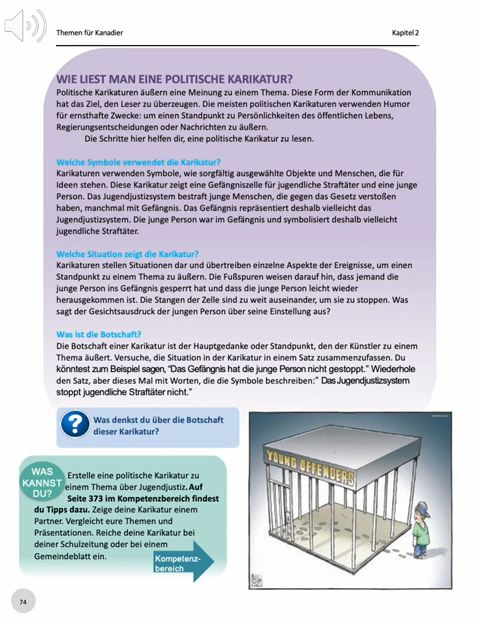 Themen für Kanadier
Kapitel 2
WIE LIEST MAN EINE POLITISCHE KARIKATUR?
Politische Karikaturen äußern eine Meinung zu einem Thema. Diese Form der Kommunikation
hat das Ziel, den Leser zu überzeugen. Die meisten politischen Karikaturen verwenden Humor
für ernsthafte Zwecke: um einen Standpunkt zu Persönlichkeiten des öffentlichen Lebens,
Regierungsentscheidungen oder Nachrichten zu äußern.
Die Schritte hier helfen dir, eine politische Karikatur zu lesen.
Welche Symbole verwendet die Karikatur?
Karikaturen verwenden Symbole, wie sorgfältig ausgewählte Objekte und Menschen, die für
Ideen stehen. Diese Karikatur zeigt eine Gefängniszelle für jugendliche Straftäter und eine junge
Person. Das Jugendjustizsystem bestraft junge Menschen, die gegen das Gesetz verstoßen
haben, manchmal mit Gefängnis. Das Gefängnis repräsentiert deshalb vielleicht das
Jugendjustizsystem. Die junge Person war im Gefängnis und symbolisiert deshalb vielleicht
jugendliche Straftäter.
Welche Situation zeigt die Karikatur?
Karikaturen stellen Situationen dar und übertreiben einzelne Aspekte der Ereignisse, um einen
Standpunkt zu einem Thema zu äußern. Die Fußspuren weisen darauf hin, dass jemand die
junge Person ins Gefängnis gesperrt hat und dass die junge Person leicht wieder
herausgekommen ist. Die Stangen der Zelle sind zu weit auseinander, um sie zu stoppen. Was
sagt der Gesichtsausdruck der jungen Person über seine Einstellung aus?
Was ist die Botschaft?
Die Botschaft einer Karikatur ist der Hauptgedanke oder Standpunkt, den der Künstler zu einem
Thema äußert. Versuche, die Situation in der Karikatur in einem Satz zusammenzufassen. Du
könntest zum Beispiel sagen, “Das Gefängnis hat die junge Person nicht gestoppt.” Wiederhole
den Satz, aber dieses Mal mit Worten, die die Symbole beschreiben:” Das Jugendjustizsystem
stoppt jugendliche Straftäter nicht.”
Was denkst du über die Botschaft
dieser Karikatur?
WAS
KANNST
DU?
Erstelle eine politische Karikatur zu
einem Thema über Jugendjustiz. Auf
Seite 373 im Kompetenzbereich findest
du Tipps dazu. Zeige deine Karikatur einem
Partner. Vergleicht eure Themen und
Präsentationen. Reiche deine Karikatur bei
deiner Schulzeitung oder bei einem
Gemeindeblatt ein.
Kompetenz-
bereich
YOUNG OFFENDERS
74